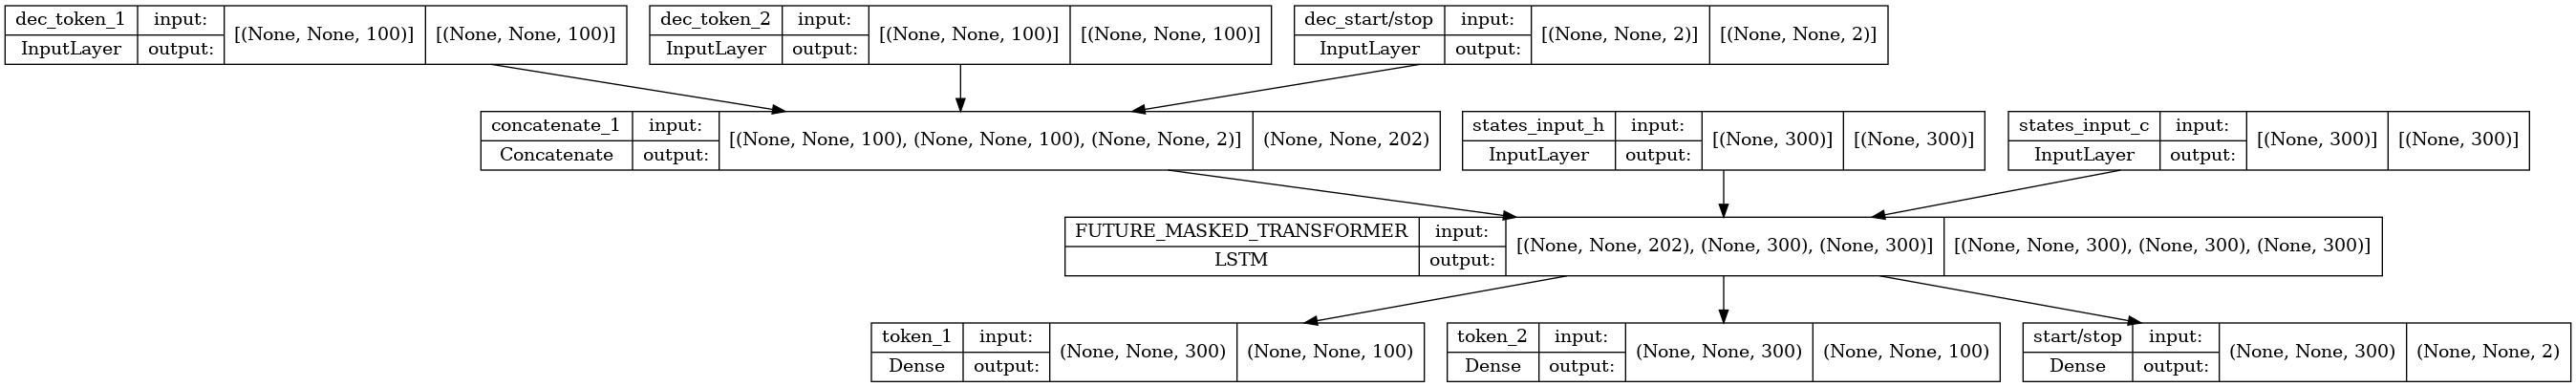 dec_token_1 input: [(None, None, 100)] [(None, None, 100)]
InputLayer output:
dec_token_2 input: [(None, None, 100)] [(None, None, 100)]
InputLayer output:
dec_start/stop input: [(None, None, 2)] [(None, None, 2)]
InputLayer output:
concatenate_1 input: [(None, None, 100), (None, None, 100), (None, None, 2)] (None, None, 202)
Concatenate output:
states_input_h input: [(None, 300)] [(None, 300)]
InputLayer output:
states_input_c input: [(None, 300)] [(None, 300)]
InputLayer output:
FUTURE_MASKED_TRANSFORMER input: [(None, None, 202), (None, 300), (None, 300)] [(None, None, 300), (None, 300), (None, 300)]
LSTM output:
token_1 input: (None, None, 300) (None, None, 100)
Dense output:
token_2 input: (None, None, 300) (None, None, 100)
Dense output:
start/stop input: (None, None, 300) (None, None, 2)
Dense output: